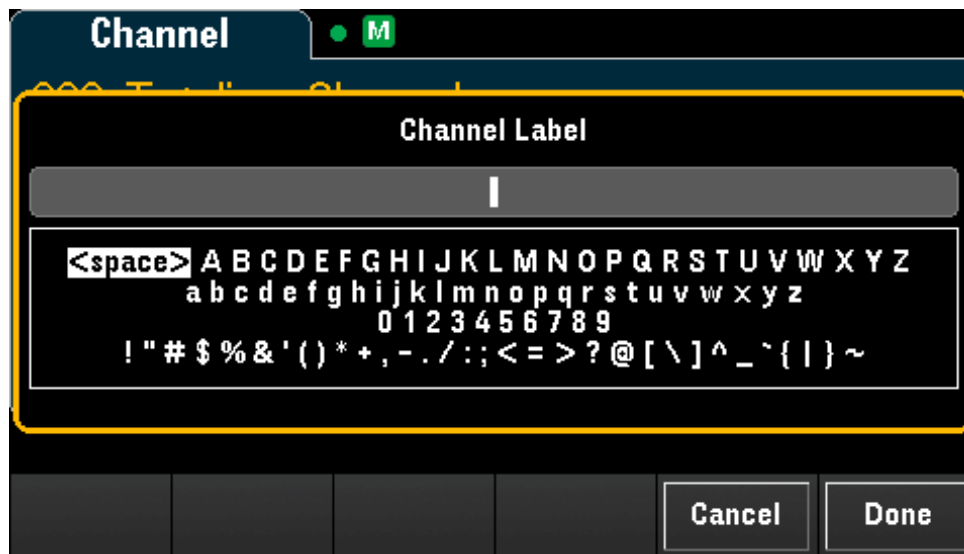 Channel
M
Channel Label
<space> A B C D E F G H I J K L M N O P Q R S T U V W X Y Z
a b c d e f g h i j k l m n o p q r s t u v w x y z
0 1 2 3 4 5 6 7 8 9
! " # $ % & ' ( ) * + , - . / : ; < = > ? @ [ \ ] ^ _ ` { | } ~
Cancel
Done